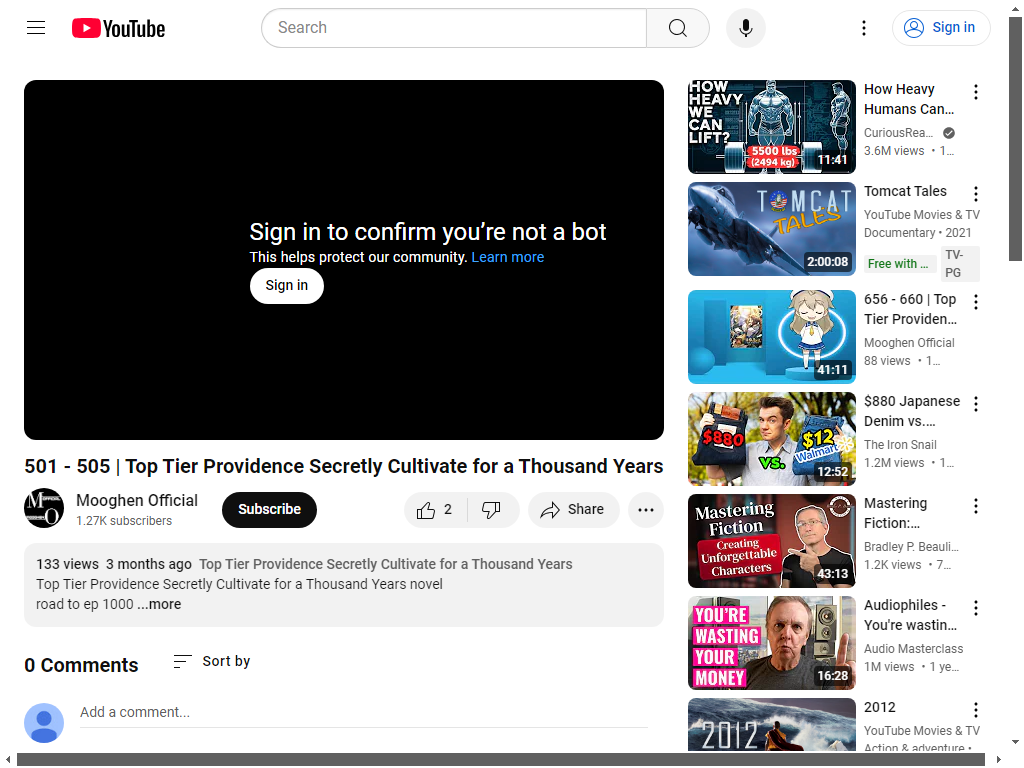 YouTube
Search
Sign in
Sign in to confirm you’re not a bot
This helps protect our community. Learn more
Sign in
501 - 505 | Top Tier Providence Secretly Cultivate for a Thousand Years
Mooghen Official
1.27K subscribers
Subscribe
2
Share
133 views 3 months ago Top Tier Providence Secretly Cultivate for a Thousand Years
Top Tier Providence Secretly Cultivate for a Thousand Years novel
road to ep 1000 ...more
0 Comments
Sort by
Add a comment...
HOW
HEAVY
WE
CAN
LIFT?
5500 lbs
(2494 kg)
11:41
How Heavy
Humans Can…
CuriousRea…
3.6M views • 1…
TOMCAT
TALES
2:00:08
Tomcat Tales
YouTube Movies & TV
Documentary • 2021
Free with …
TV-
PG
41:11
656 - 660 | Top
Tier Providen…
Mooghen Official
88 views • 1…
$880
VS.
$12
Walmart
12:52
$880 Japanese
Denim vs.…
The Iron Snail
1.2M views • 1…
Mastering
Fiction
Creating
Unforgettable
Characters
43:13
Mastering
Fiction:…
Bradley P. Beauli…
1.2K views • 7…
YOU'RE
WASTING
YOUR
MONEY
16:28
Audiophiles -
You're wastin…
Audio Masterclass
1M views • 1 ye…
2012
2012
YouTube Movies & TV
Action & adventure •